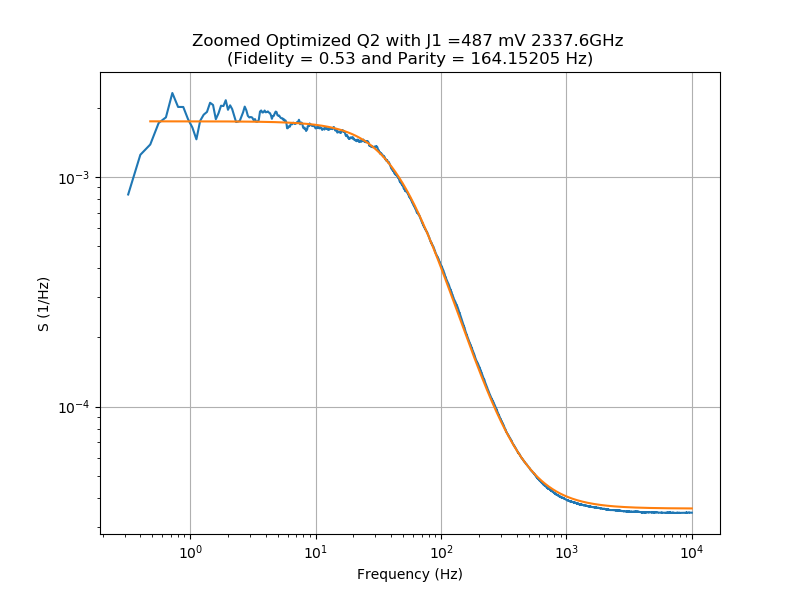 Zoomed Optimized Q2 with J1 =487 mV 2337.6GHz
(Fidelity = 0.53 and Parity = 164.15205 Hz)
S (1/Hz)
10⁻³
10⁻⁴
10⁰ 10¹ 10² 10³ 10⁴
Frequency (Hz)